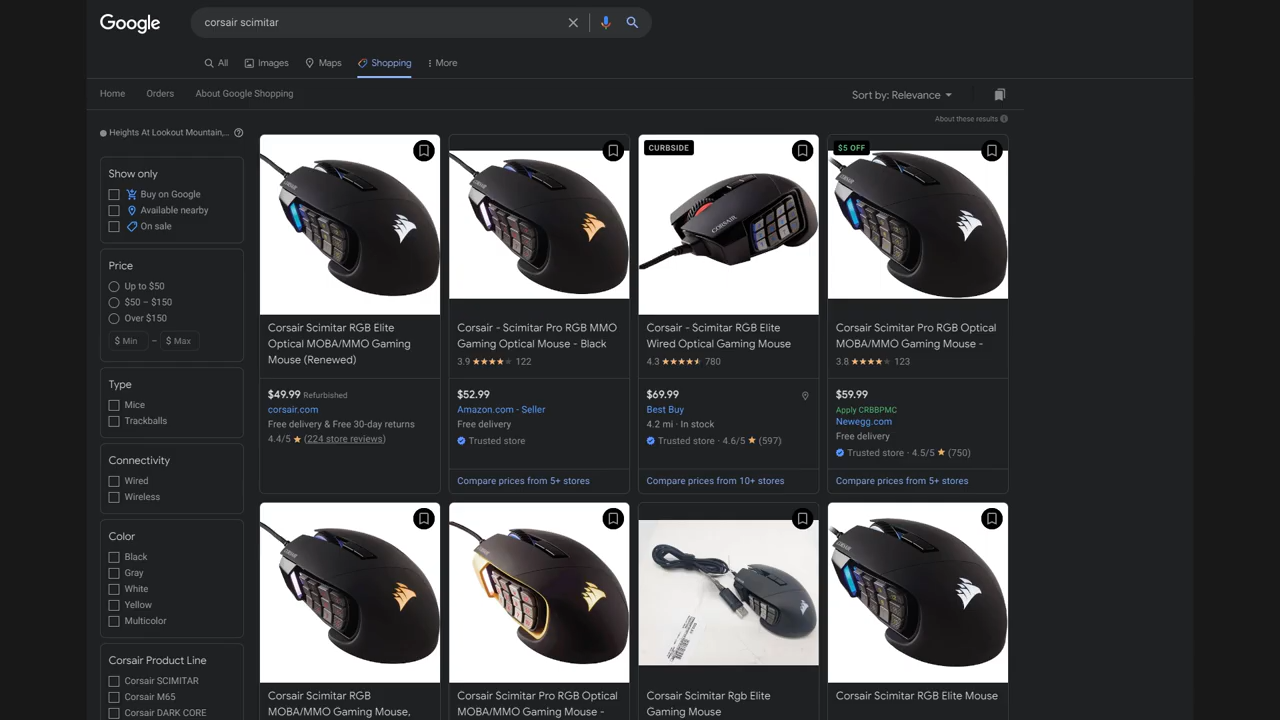 Google
corsair scimitar
All
Images
Maps
Shopping
More
Home
Orders
About Google Shopping
Sort by: Relevance
About these results
Heights At Lookout Mountain,...
Show only
Buy on Google
Available nearby
On sale
Price
Up to $50
$50 – $150
Over $150
$ Min – $ Max
Type
Mice
Trackballs
Connectivity
Wired
Wireless
Color
Black
Gray
White
Yellow
Multicolor
Corsair Product Line
Corsair SCIMITAR
Corsair M65
Corsair DARK CORE
Corsair Scimitar RGB Elite
Optical MOBA/MMO Gaming
Mouse (Renewed)
$49.99 Refurbished
corsair.com
Free delivery & Free 30-day returns
4.4/5 ★ (224 store reviews)
Corsair - Scimitar Pro RGB MMO
Gaming Optical Mouse - Black
3.9 ★★★★★ 122
$52.99
Amazon.com - Seller
Free delivery
Trusted store
Compare prices from 5+ stores
CURBSIDE
CORSAIR
Corsair - Scimitar RGB Elite
Wired Optical Gaming Mouse
4.3 ★★★★★ 780
$69.99
Best Buy
4.2 mi · In stock
Trusted store · 4.6/5 ★ (597)
Compare prices from 10+ stores
$5 OFF
Corsair Scimitar Pro RGB Optical
MOBA/MMO Gaming Mouse -
3.8 ★★★★★ 123
$59.99
Apply CRBBPMC
Newegg.com
Free delivery
Trusted store · 4.5/5 ★ (750)
Compare prices from 5+ stores
Corsair Scimitar RGB
MOBA/MMO Gaming Mouse,
Corsair Scimitar Pro RGB Optical
MOBA/MMO Gaming Mouse -
Corsair Scimitar Rgb Elite
Gaming Mouse
Corsair Scimitar RGB Elite Mouse